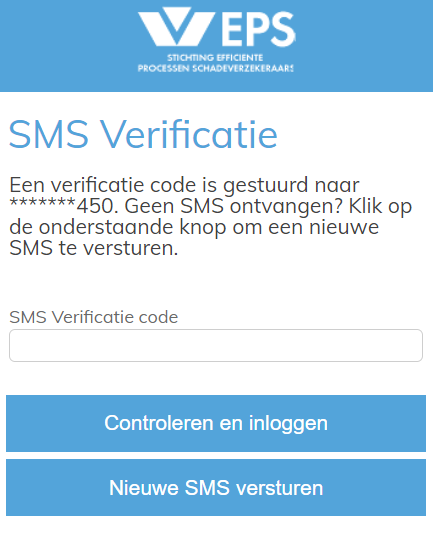 EPS
STICHTING EFFICIENTE
PROCESSEN SCHADEVERZEKERAARS
SMS Verificatie
Een verificatie code is gestuurd naar
*******450. Geen SMS ontvangen? Klik op
de onderstaande knop om een nieuwe
SMS te versturen.
SMS Verificatie code
Controleren en inloggen
Nieuwe SMS versturen